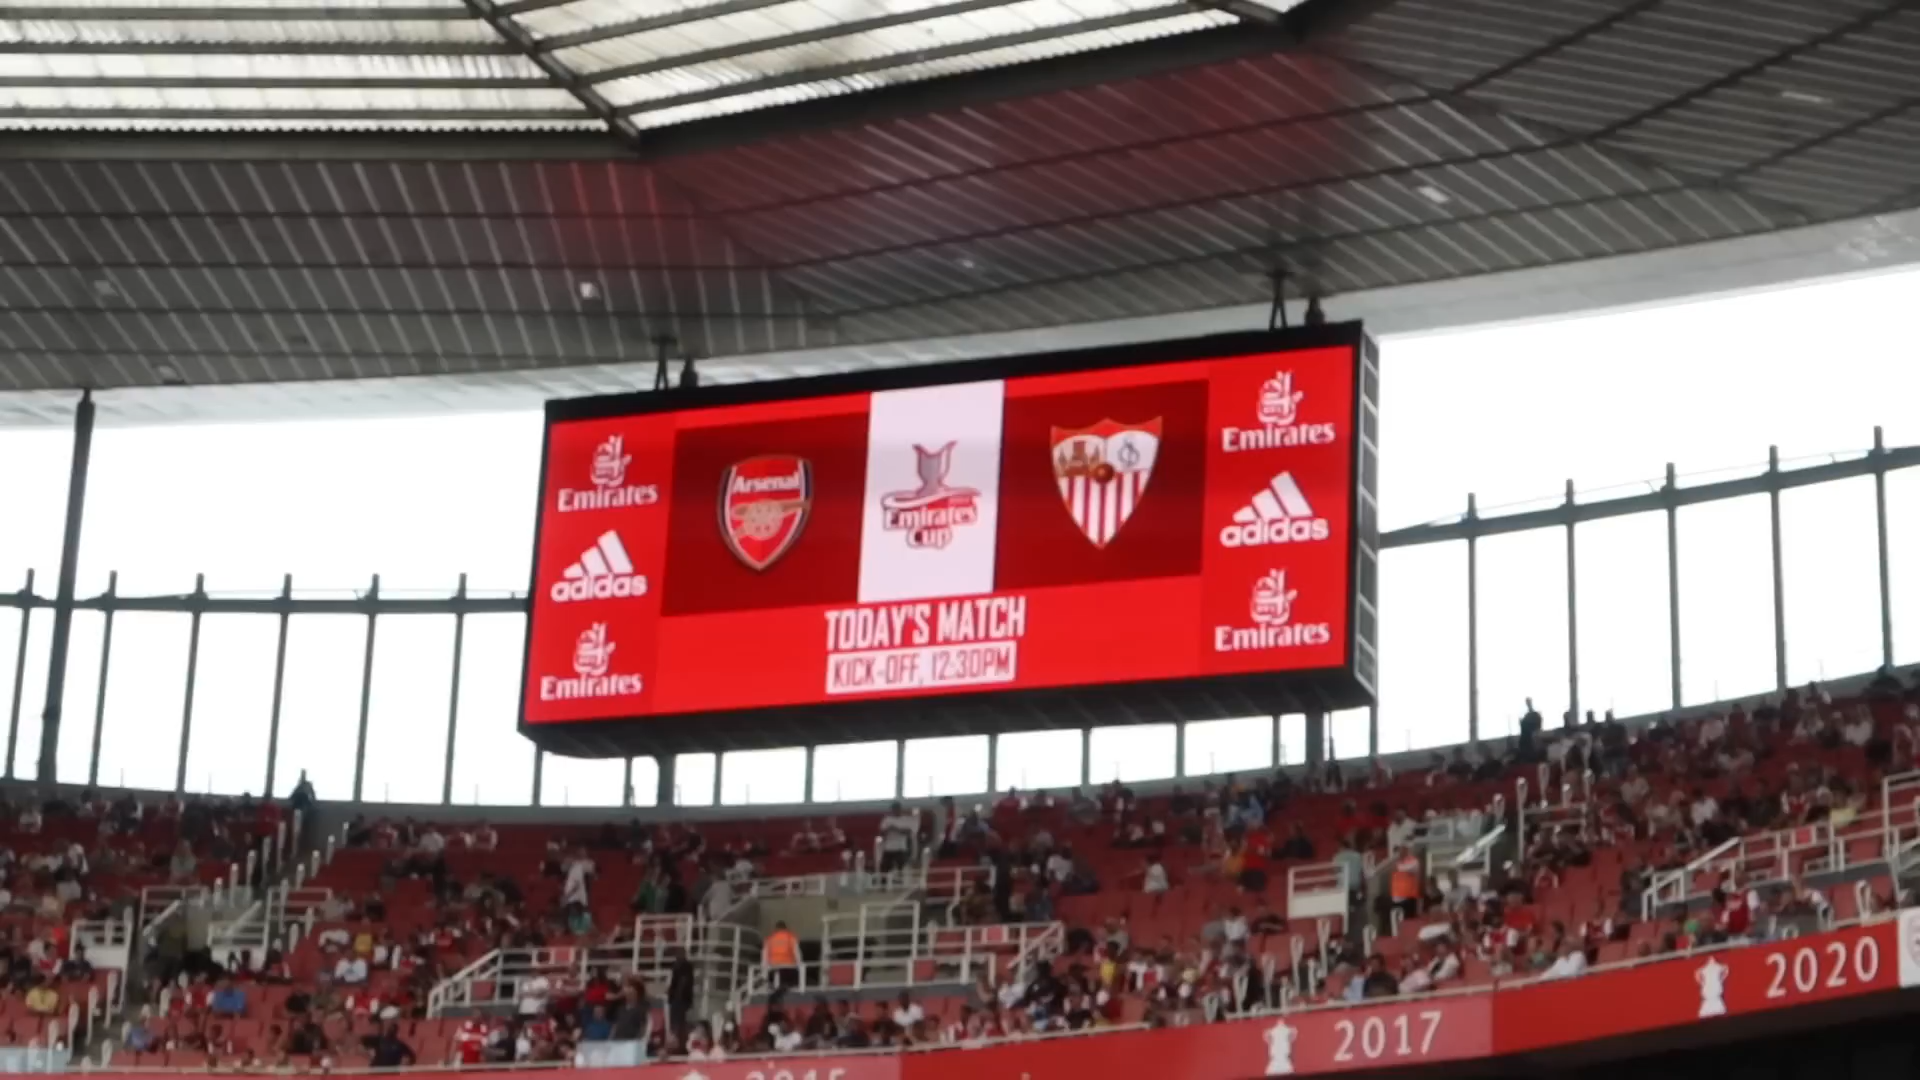 Emirates
adidas
Emirates
Arsenal
Emirates
Cup
Emirates
adidas
Emirates
TODAY'S MATCH
KICK-OFF, 12:30PM
2017
2020